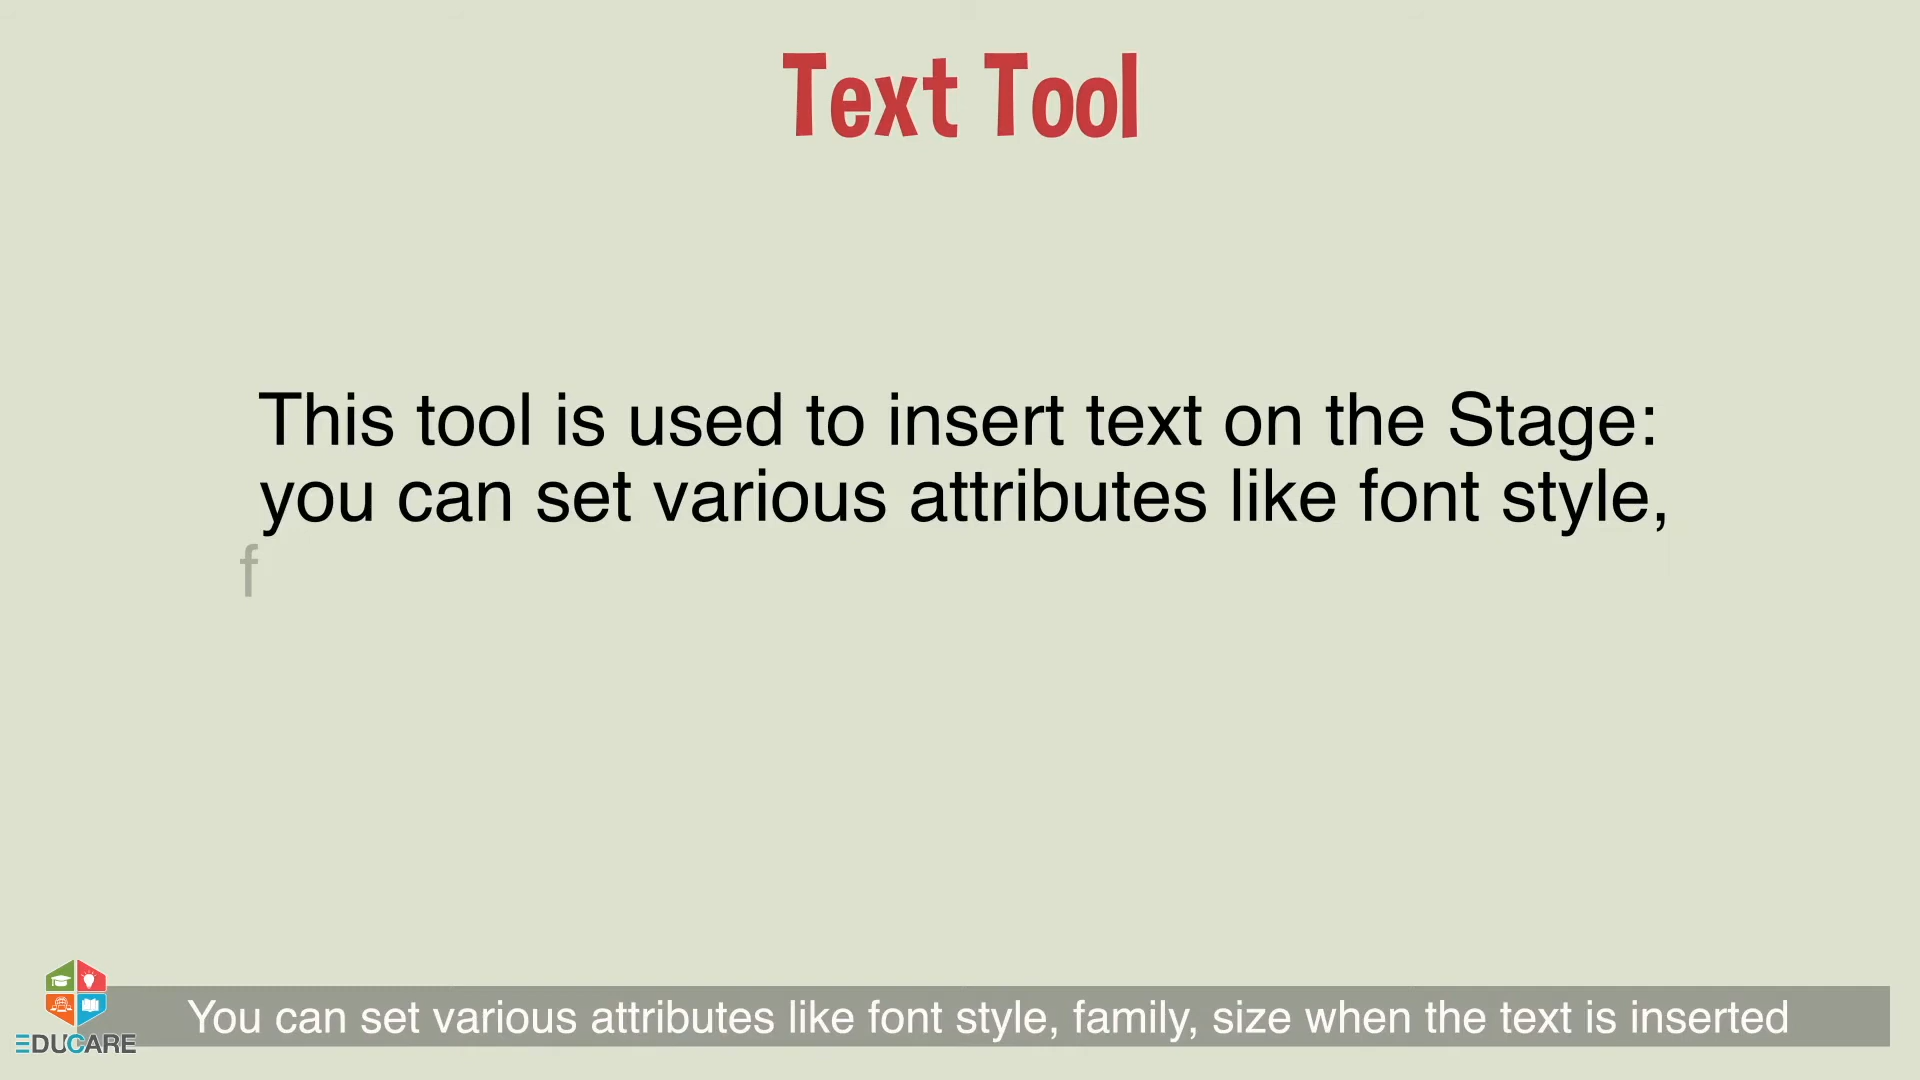 Text Tool
This tool is used to insert text on the Stage:
you can set various attributes like font style,
f
You can set various attributes like font style, family, size when the text is inserted
EDUCARE